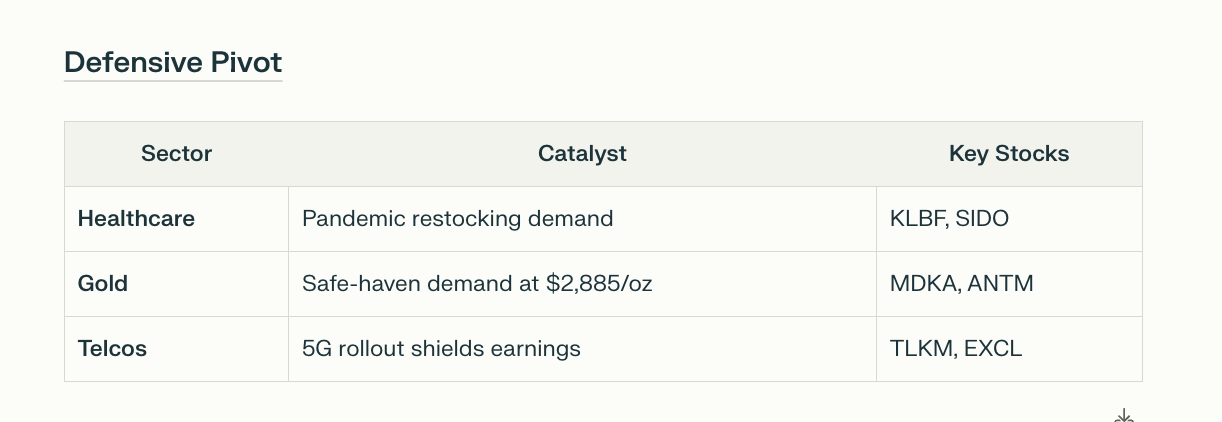 Defensive Pivot
Sector Catalyst Key Stocks
Healthcare Pandemic restocking demand KLBF, SIDO
Gold Safe-haven demand at $2,885/oz MDKA, ANTM
Telcos 5G rollout shields earnings TLKM, EXCL